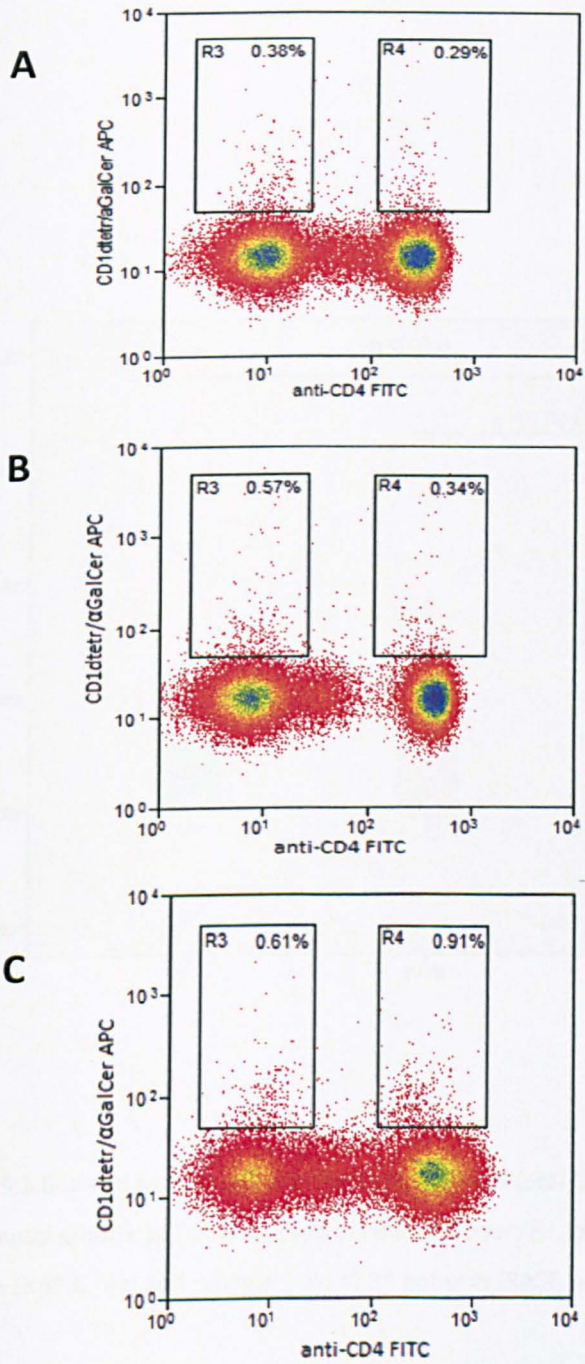 A
10⁴
R3 0.38%
R4 0.29%
10³
10²
10¹
10⁰
CD1dtetr/aGalCer APC
10⁰ 10¹ 10² 10³ 10⁴
anti-CD4 FITC
B
10⁴
R3 0.57%
R4 0.34%
10³
10²
10¹
10⁰
CD1dtetr/αGalCer APC
10⁰ 10¹ 10² 10³ 10⁴
anti-CD4 FITC
C
10⁴
R3 0.61%
R4 0.91%
10³
10²
10¹
10⁰
CD1dtetr/αGalCer APC
10⁰ 10¹ 10² 10³ 10⁴
anti-CD4 FITC